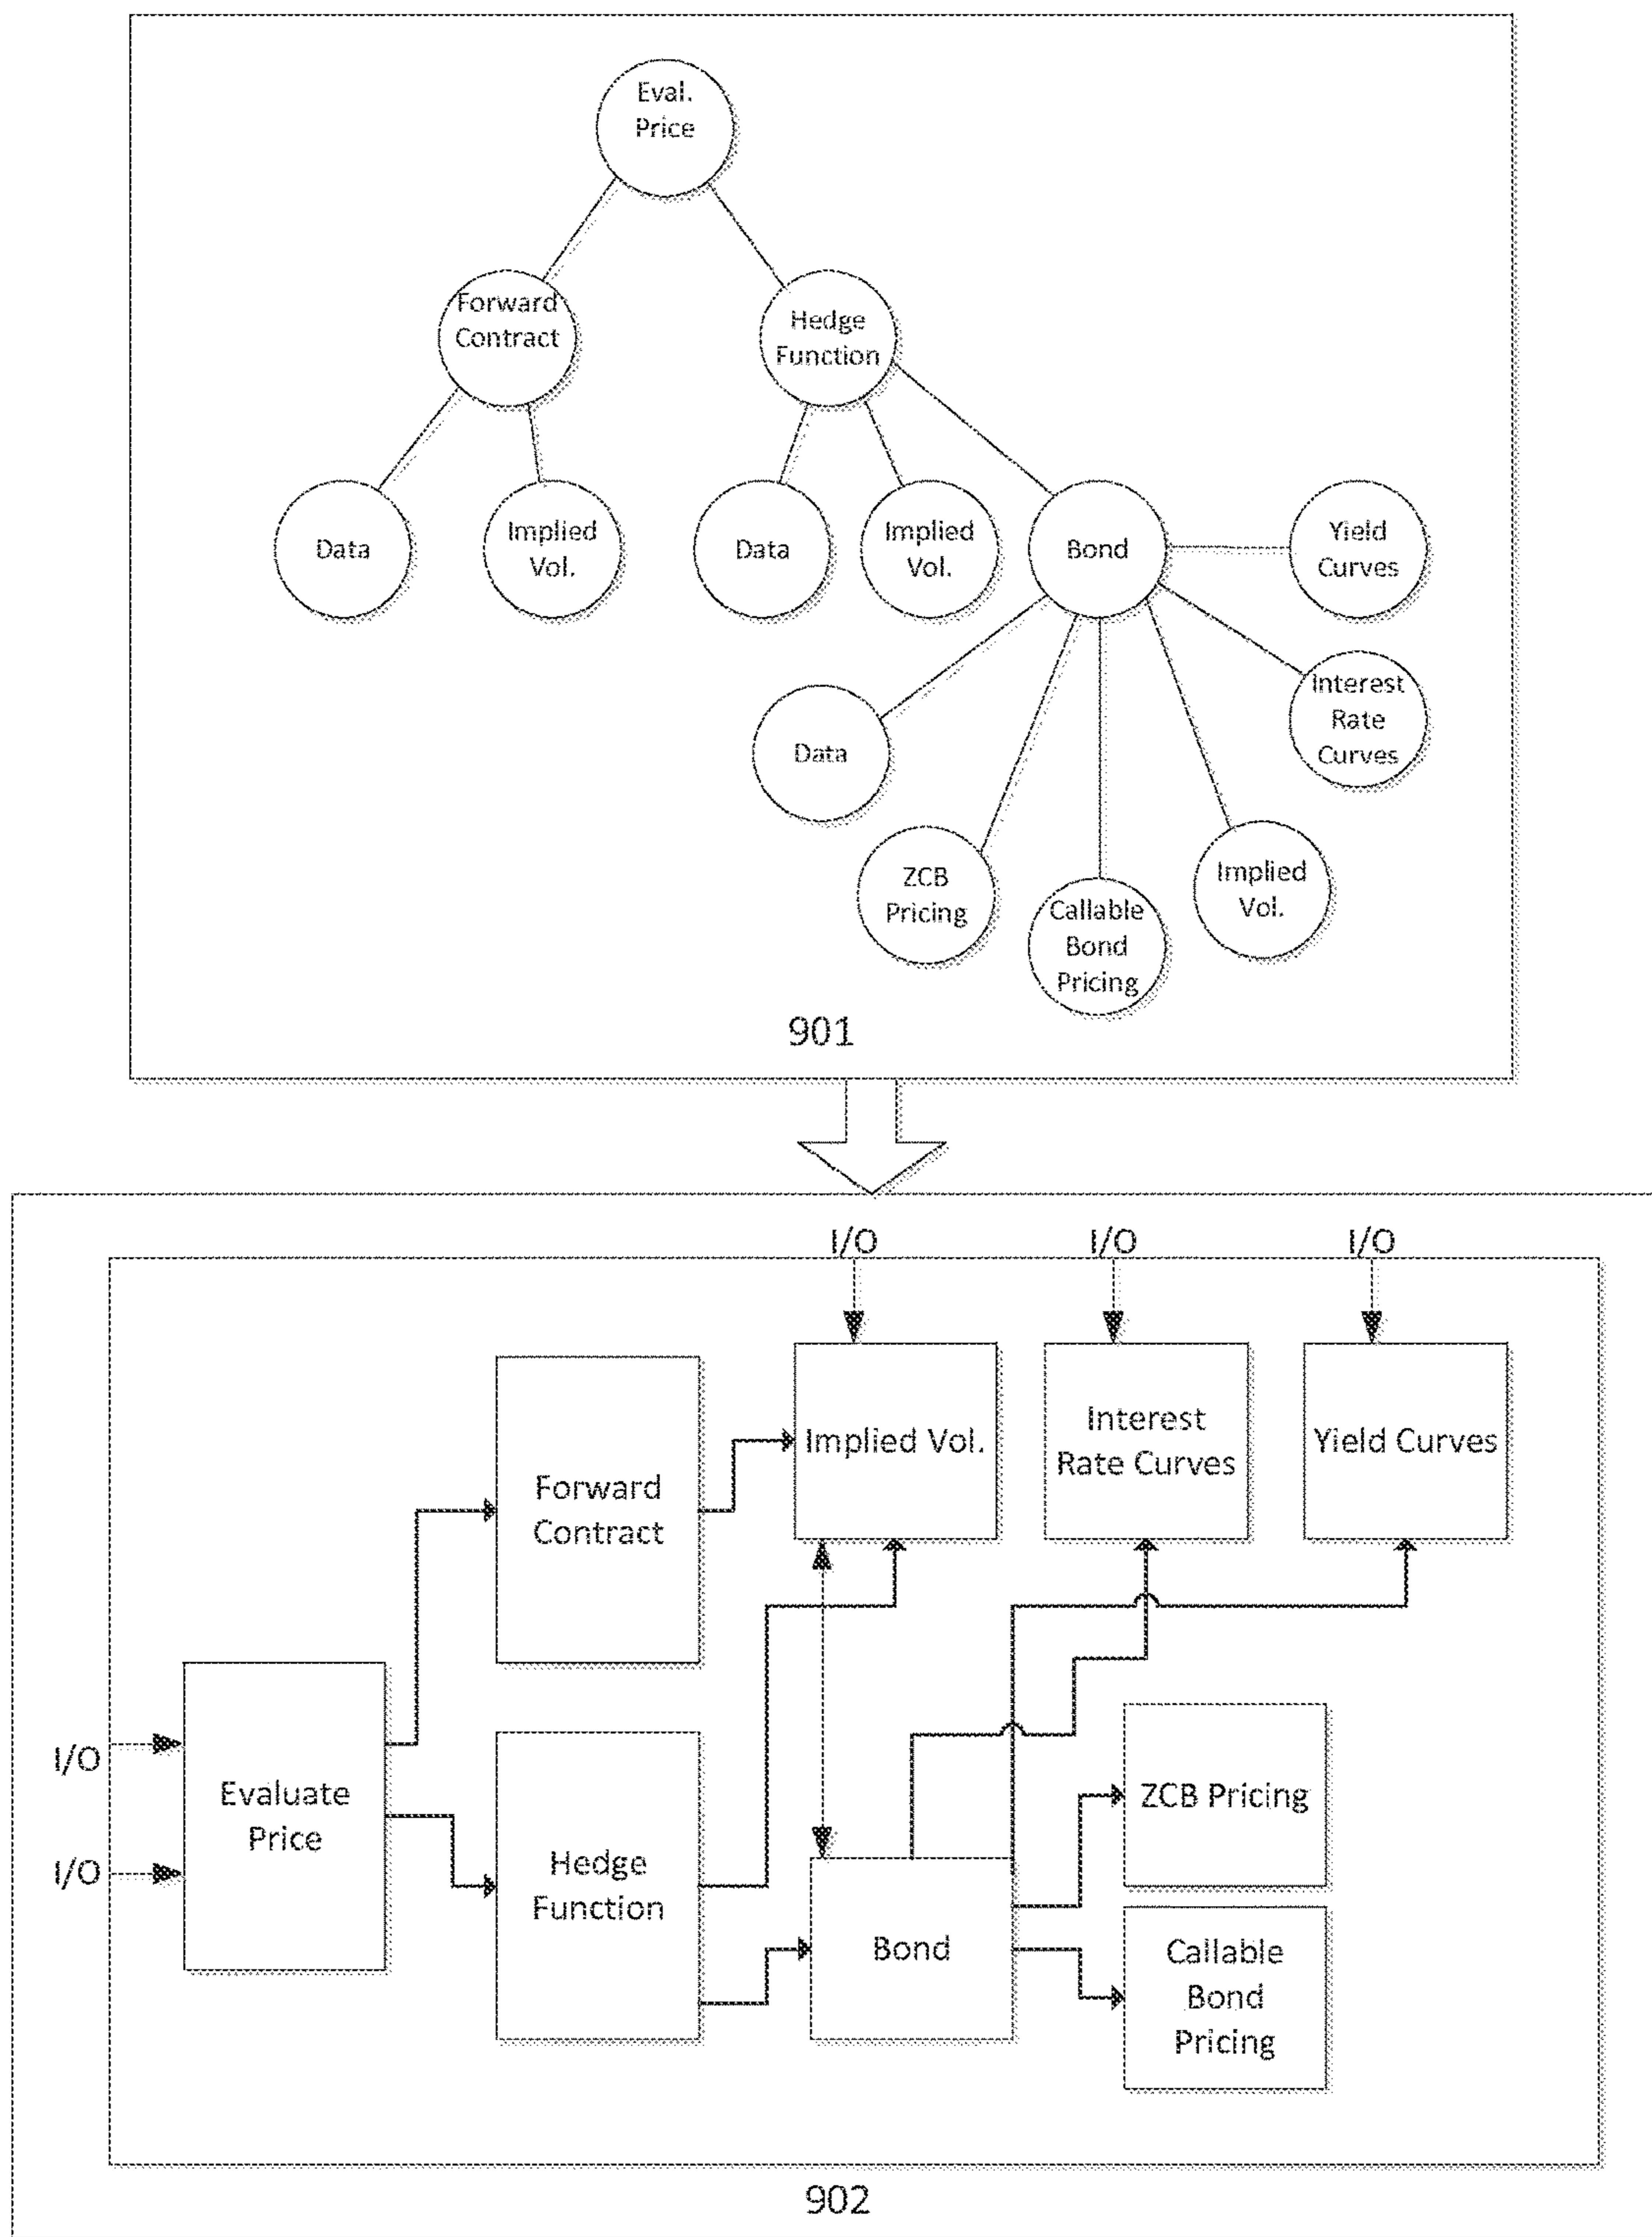 Eval.
Price
Forward
Contract
Hedge
Function
Data
Implied
Vol.
Data
Implied
Vol.
Bond
Yield
Curves
Interest
Rate
Curves
Data
ZCB
Pricing
Callable
Bond
Pricing
Implied
Vol.
901
I/O
I/O
I/O
Implied Vol.
Interest
Rate Curves
Yield Curves
Forward
Contract
I/O
I/O
Evaluate
Price
Hedge
Function
Bond
ZCB Pricing
Callable
Bond
Pricing
902